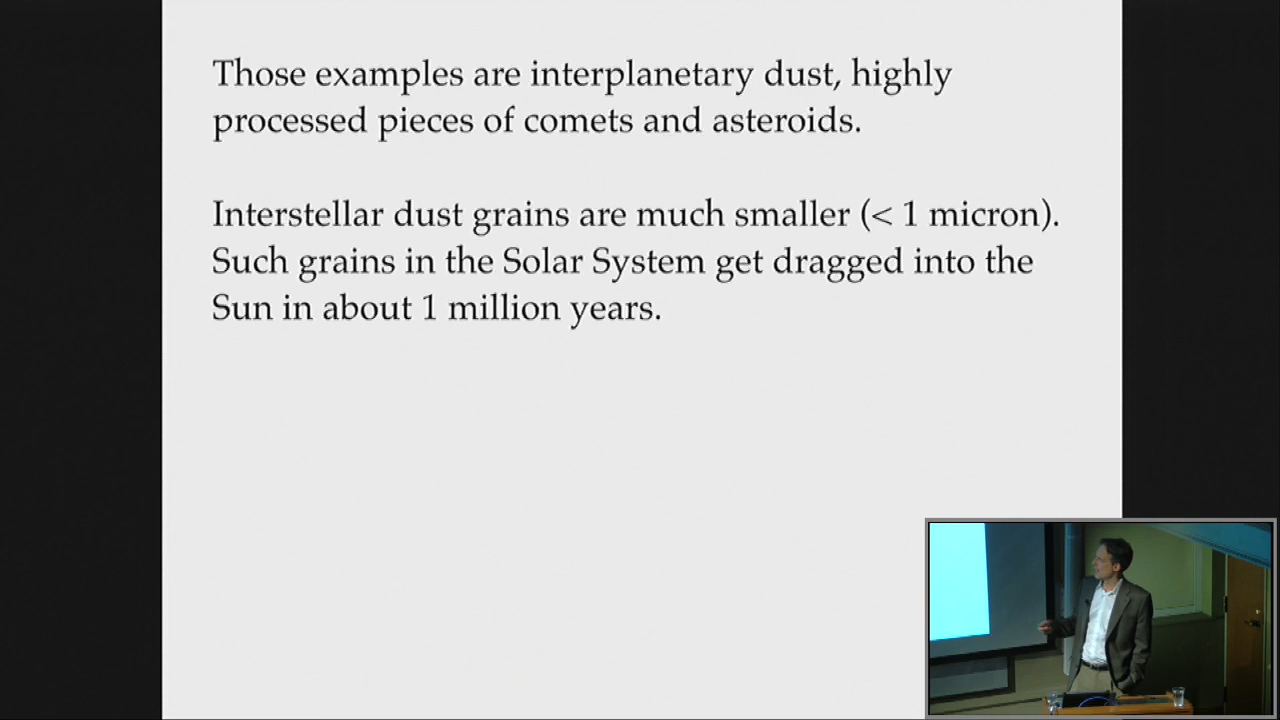 Those examples are interplanetary dust, highly
processed pieces of comets and asteroids.
Interstellar dust grains are much smaller (< 1 micron).
Such grains in the Solar System get dragged into the
Sun in about 1 million years.